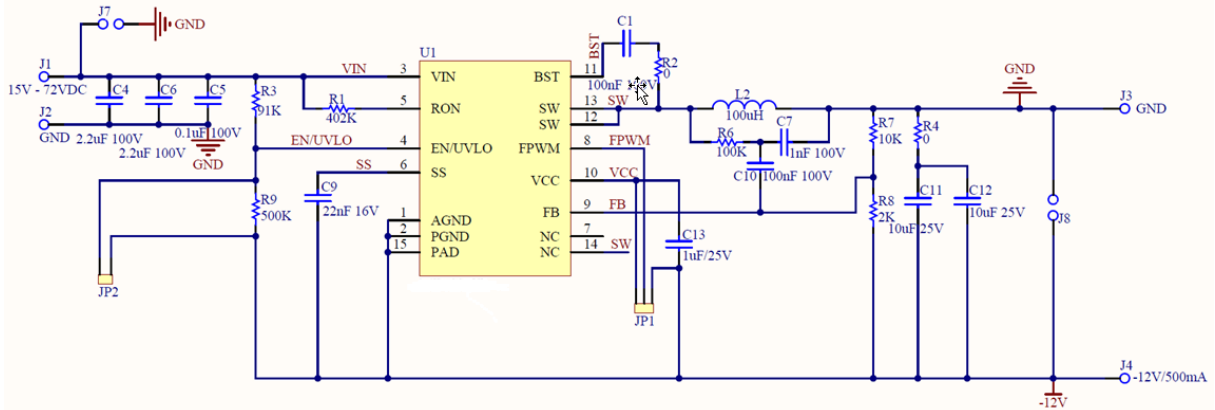 J7
GND
J1
15V - 72VDC
J2
GND
C4
2.2uF 100V
C6
2.2uF 100V
C5
0.1uF 100V
GND
R3
91K
R1
402K
VIN
EN/UVLO
SS
R9
500K
C9
22nF 16V
JP2
U1
3 VIN
5 RON
4 EN/UVLO
6 SS
1 AGND
2 PGND
15 PAD
BST 11
SW 13
SW 12
FPWM 8
VCC 10
FB 9
NC 7
NC 14
BST
C1
R2
0
SW
FPWM
VCC
FB
SW
L2
100uH
R6
100K
C7
1nF 100V
C10 100nF 100V
C13
1uF/25V
JP1
R7
10K
R4
0
R8
2K
C11
10uF 25V
C12
10uF 25V
GND
J8
J3
GND
J4
-12V/500mA
-12V